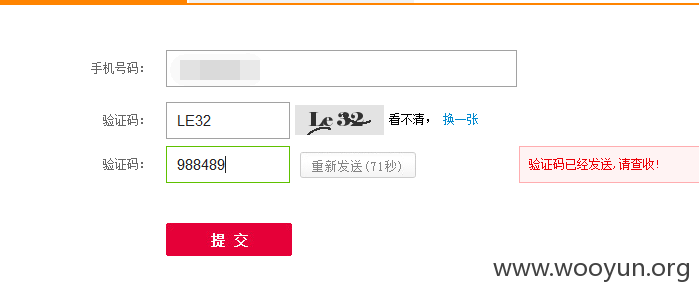 手机号码：
验证码： LE32 Le 32 看不清， 换一张
验证码： 988489 重新发送(71秒) 验证码已经发送,请查收!
提 交
www.wooyun.org